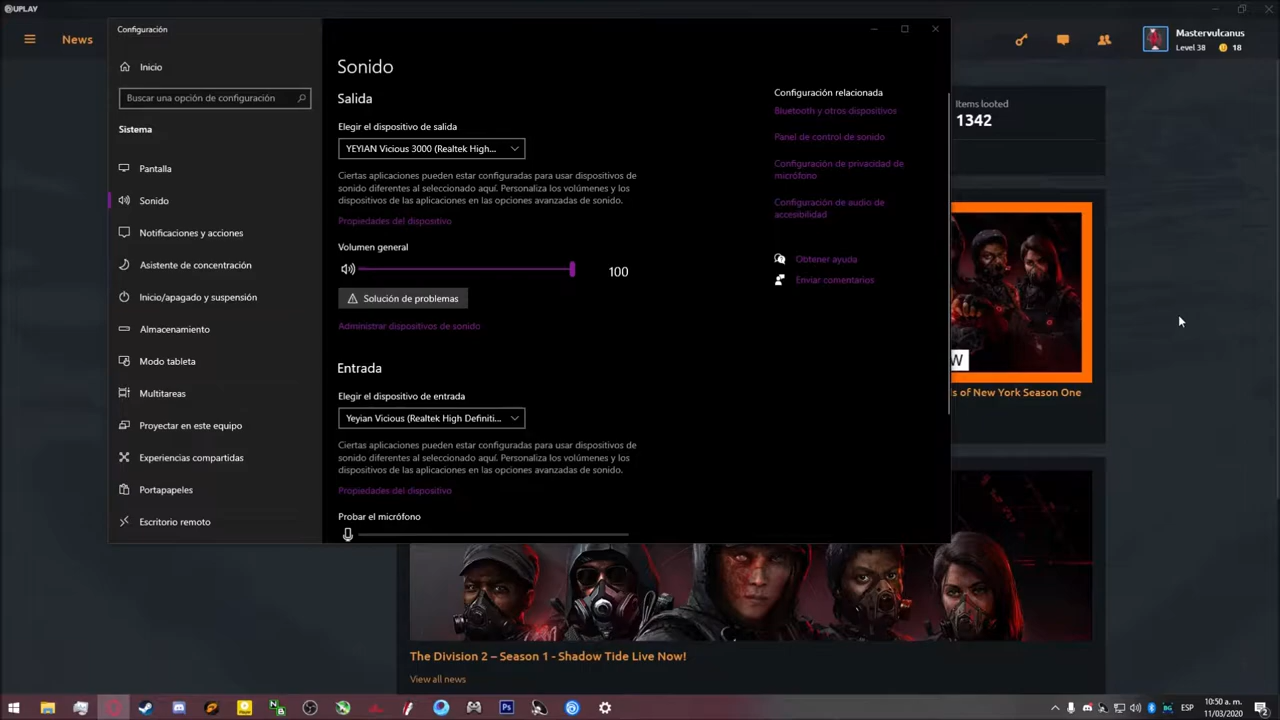 UPLAY
News
Mastervulcanus
Level 38
18
Configuración
Inicio
Buscar una opción de configuración
Sistema
Pantalla
Sonido
Notificaciones y acciones
Asistente de concentración
Inicio/apagado y suspensión
Almacenamiento
Modo tableta
Multitareas
Proyectar en este equipo
Experiencias compartidas
Portapapeles
Escritorio remoto
Sonido
Salida
Elegir el dispositivo de salida
YEYIAN Vicious 3000 (Realtek High...
Ciertas aplicaciones pueden estar configuradas para usar dispositivos de
sonido diferentes al seleccionado aquí. Personaliza los volúmenes y los
dispositivos de las aplicaciones en las opciones avanzadas de sonido.
Propiedades del dispositivo
Volumen general
100
Solución de problemas
Administrar dispositivos de sonido
Entrada
Elegir el dispositivo de entrada
Yeyian Vicious (Realtek High Definiti...
Ciertas aplicaciones pueden estar configuradas para usar dispositivos de
sonido diferentes al seleccionado aquí. Personaliza los volúmenes y los
dispositivos de las aplicaciones en las opciones avanzadas de sonido.
Propiedades del dispositivo
Probar el micrófono
Configuración relacionada
Bluetooth y otros dispositivos
Panel de control de sonido
Configuración de privacidad de
micrófono
Configuración de audio de
accesibilidad
Obtener ayuda
Enviar comentarios
Items looted
1342
W
s of New York Season One
The Division 2 – Season 1 - Shadow Tide Live Now!
View all news
ESP
10:50 a. m.
11/03/2020